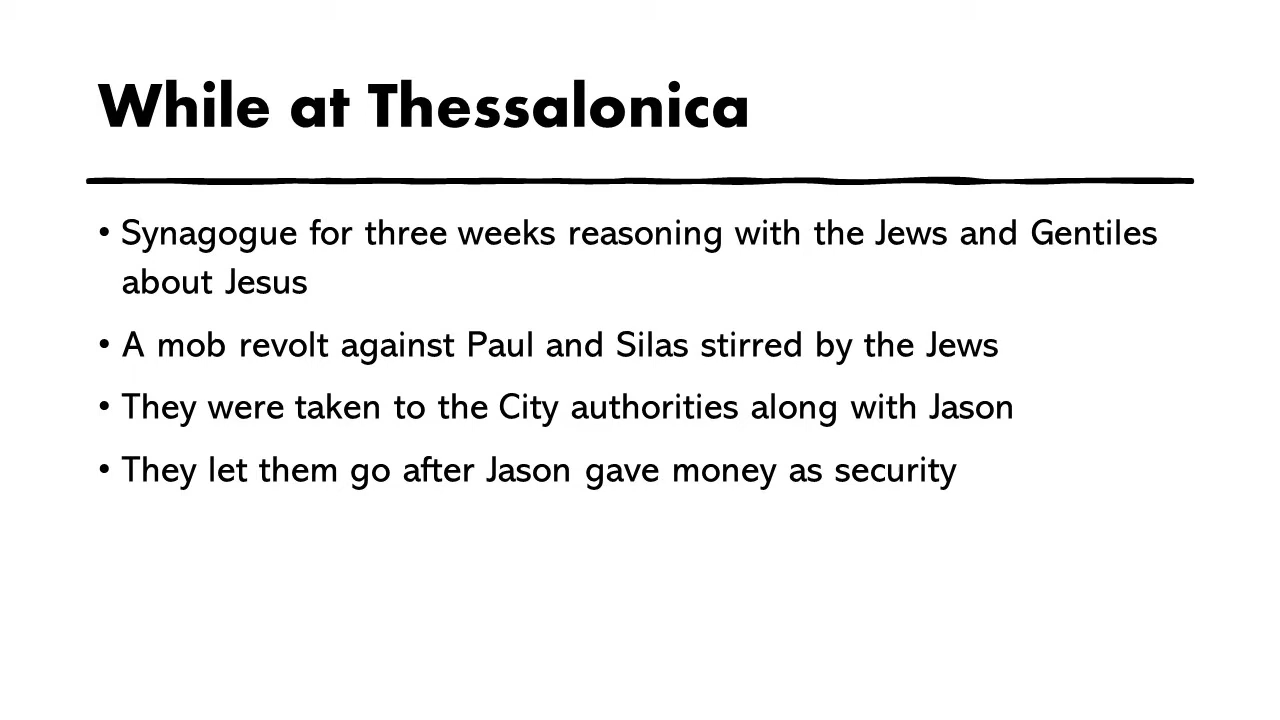 While at Thessalonica
• Synagogue for three weeks reasoning with the Jews and Gentiles
about Jesus
• A mob revolt against Paul and Silas stirred by the Jews
• They were taken to the City authorities along with Jason
• They let them go after Jason gave money as security